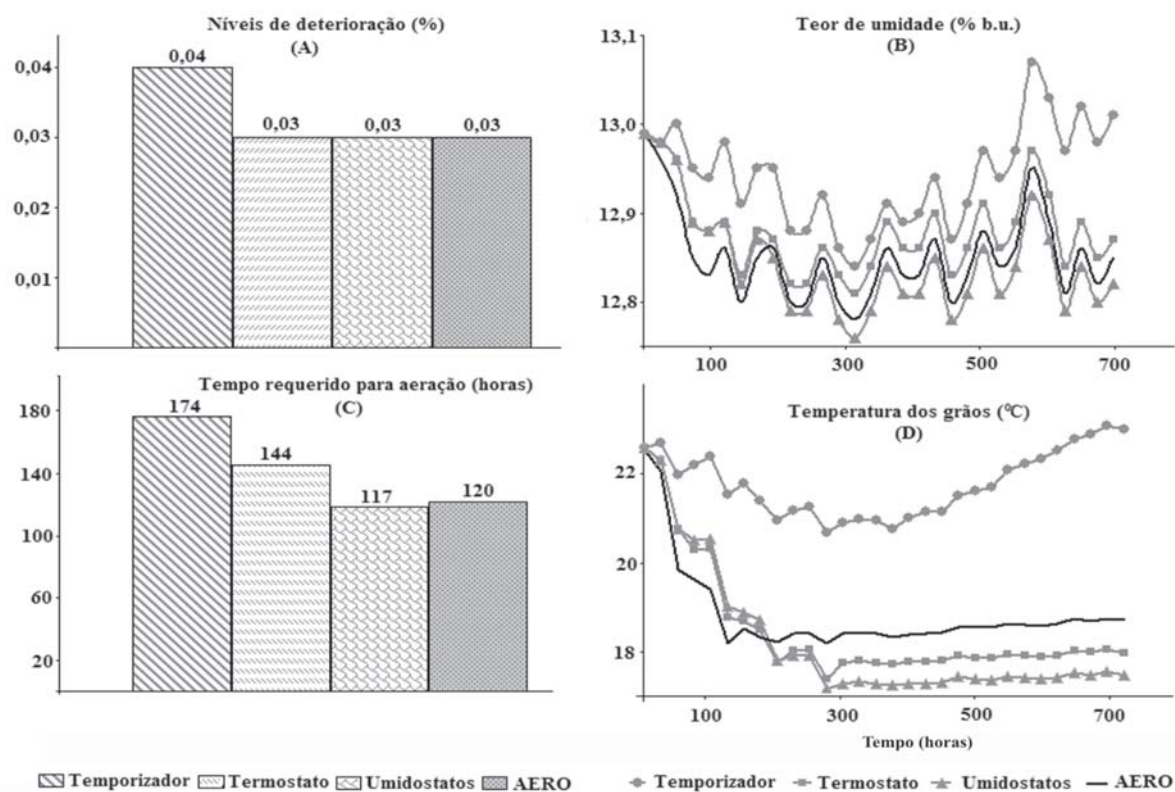 Níveis de deterioração (%)
(A)
0,04
0,03
0,02
0,01
0,04
0,03
0,03
0,03
Teor de umidade (% b.u.)
(B)
13,1
13,0
12,9
12,8
100
300
500
700
Tempo requerido para aeração (horas)
(C)
180
140
100
60
20
174
144
117
120
Temperatura dos grãos (⁰C)
(D)
22
20
18
100
300
500
700
Tempo (horas)
Temporizador Termostato Umidostatos AERO
Temporizador Termostato Umidostatos AERO